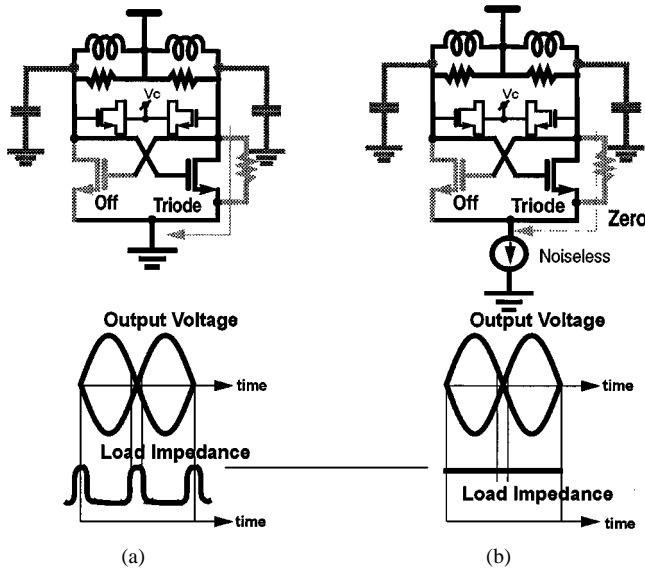 Vc
Vc
Off
Triode
Off
Triode
Zero
Noiseless
Output Voltage
Output Voltage
time
time
Load Impedance
Load Impedance
time
time
(a)
(b)